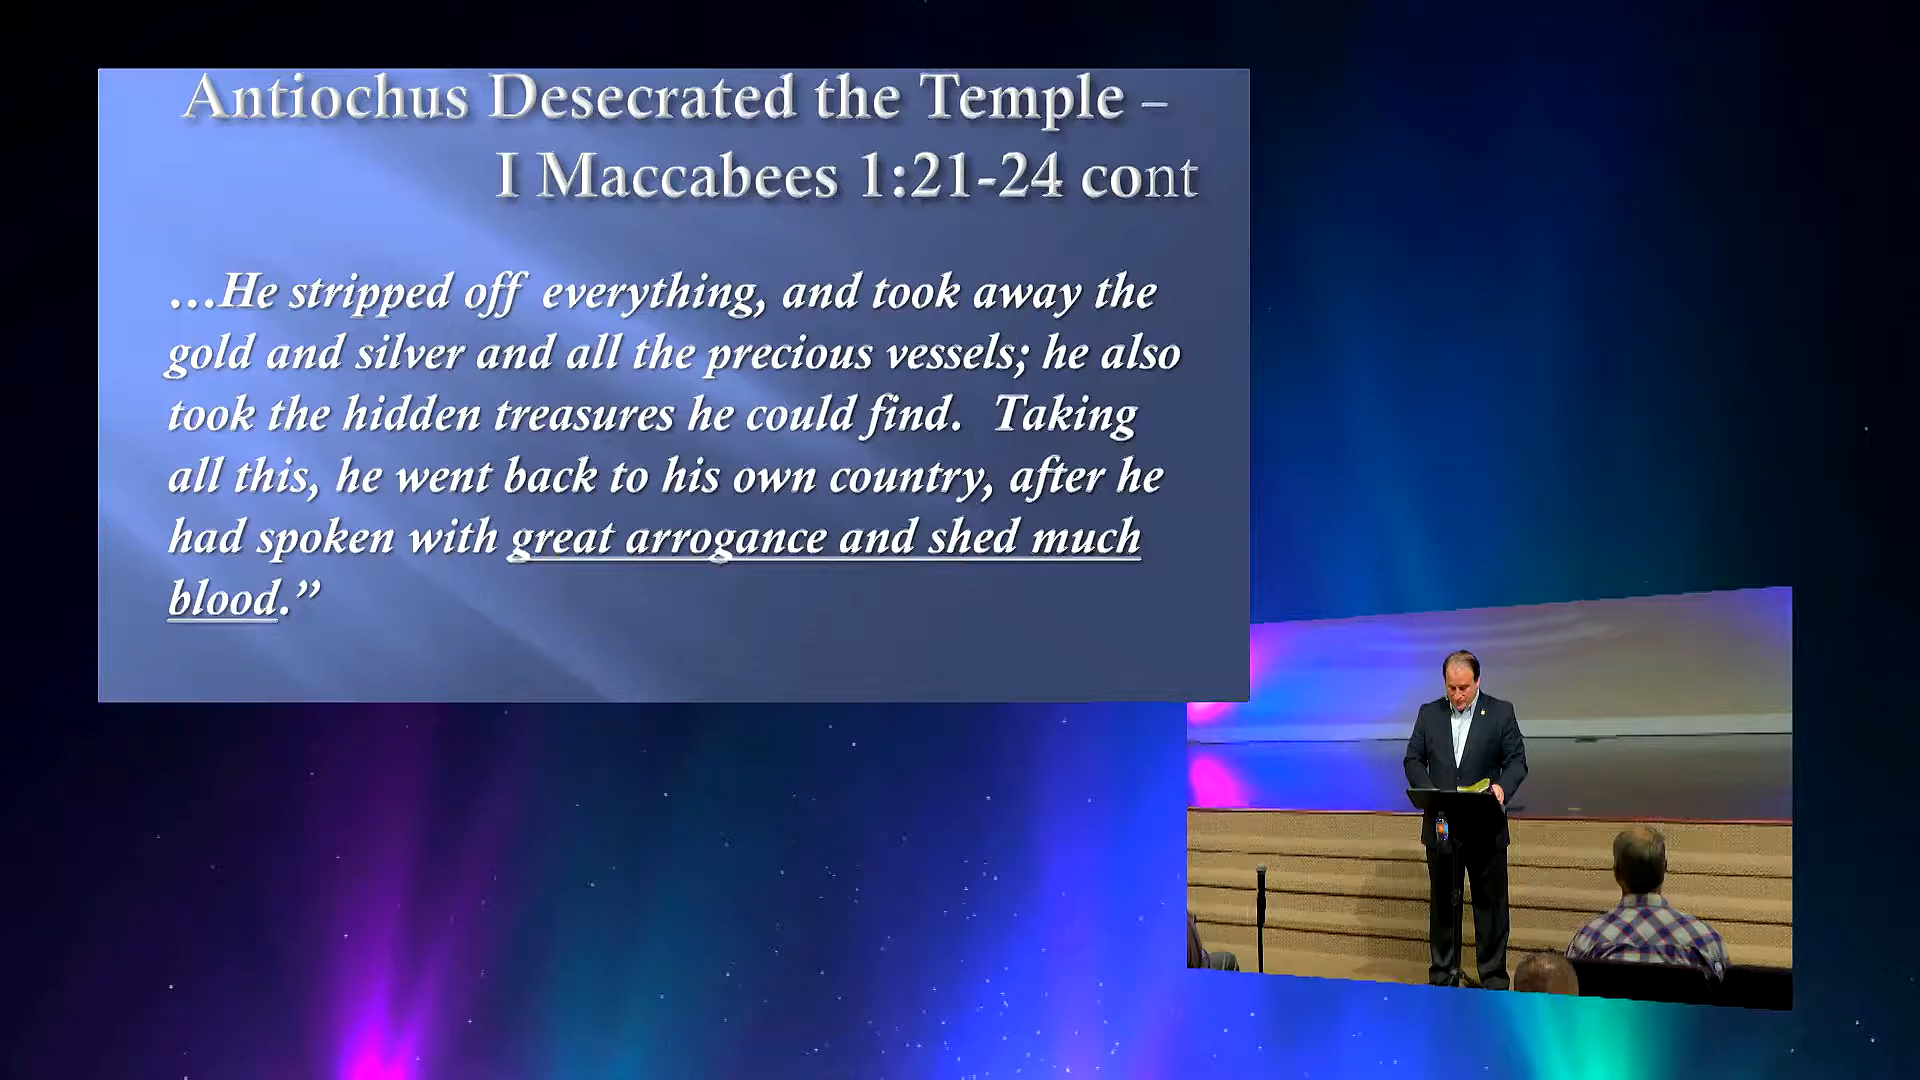 Antiochus Desecrated the Temple –
I Maccabees 1:21-24 cont
…He stripped off everything, and took away the
gold and silver and all the precious vessels; he also
took the hidden treasures he could find. Taking
all this, he went back to his own country, after he
had spoken with great arrogance and shed much
blood.”